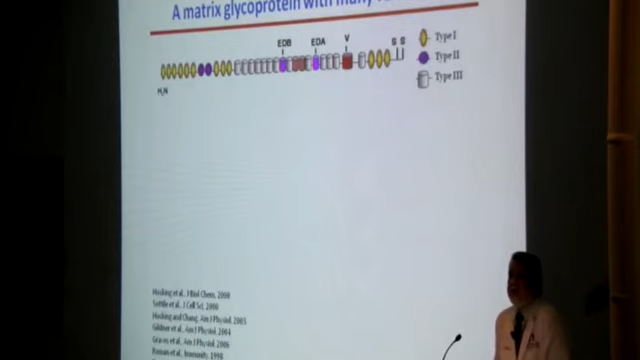 A matrix glycoprotein with many
EDB EDA V S S Type I
Type II
Type III
H₂N
Hocking et al., J Biol Chem, 2008
Sottile et al., J Cell Sci, 2000
Hocking and Chang, Am J Physiol, 2003
Gildner et al., Am J Physiol, 2004
Graves et al., Am J Physiol, 2006
Roman et al., Immunity, 1998